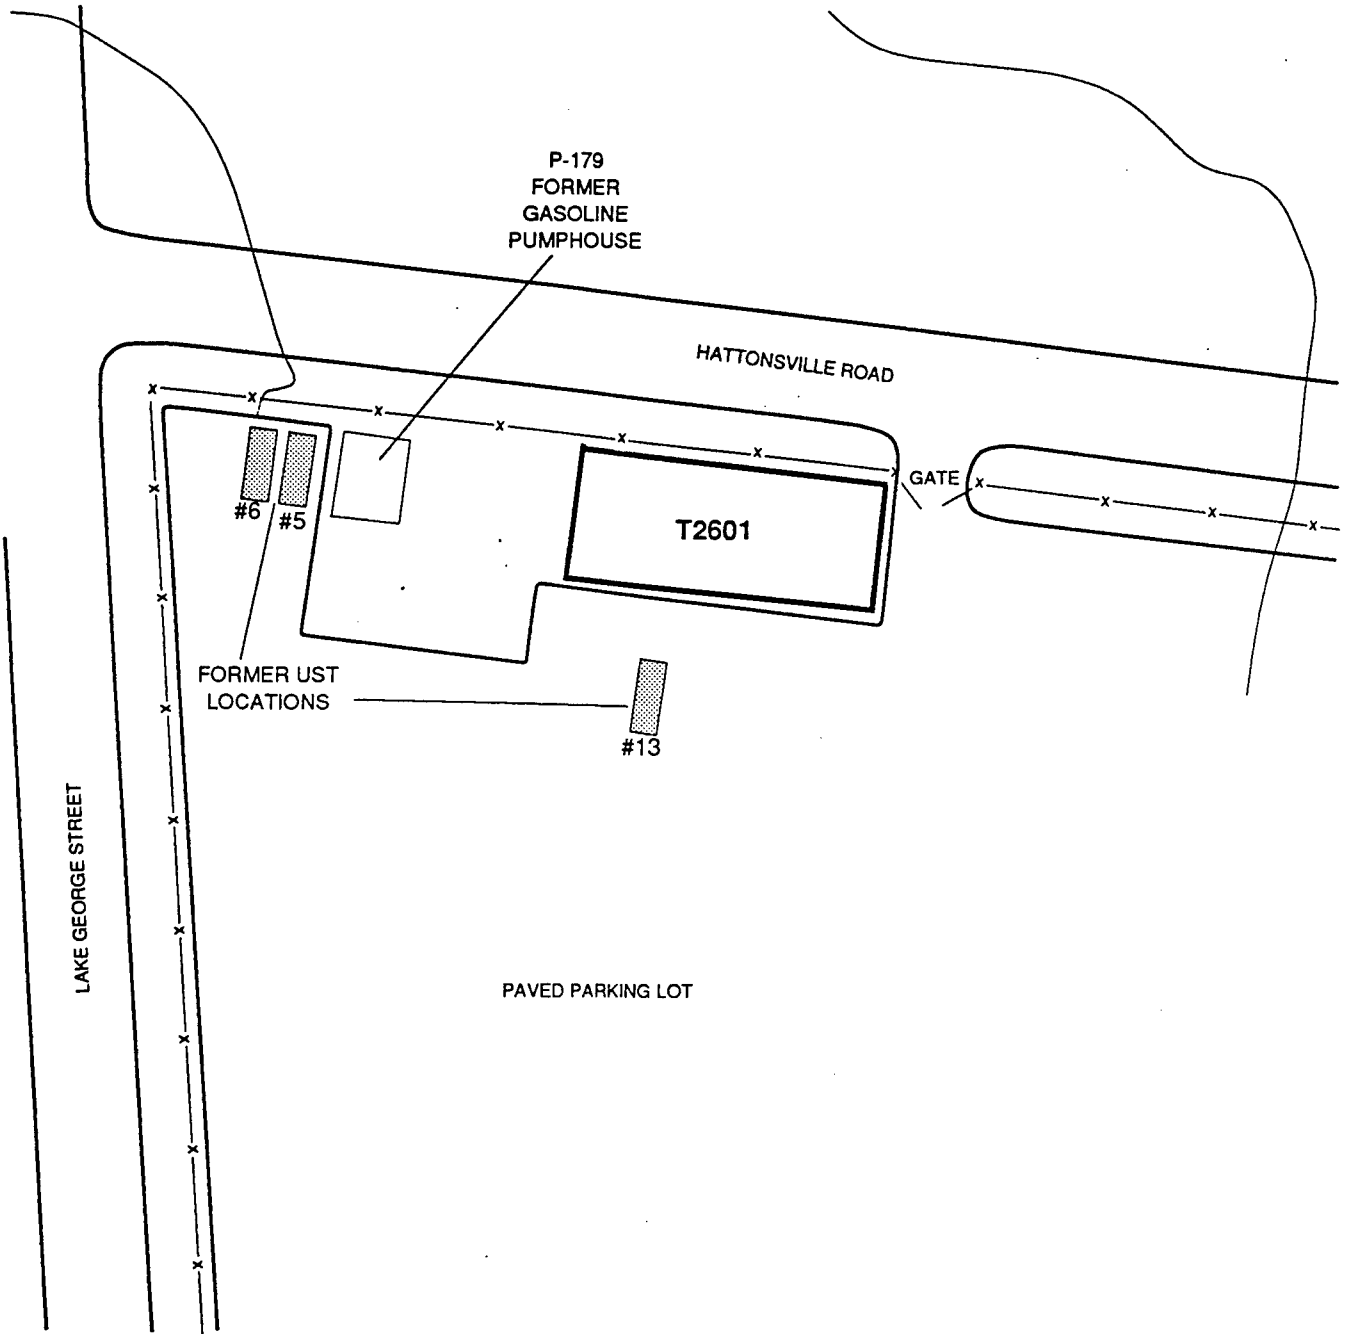 P-179
FORMER
GASOLINE
PUMPHOUSE
HATTONSVILLE ROAD
GATE
T2601
#6
#5
FORMER UST
LOCATIONS
#13
LAKE GEORGE STREET
PAVED PARKING LOT